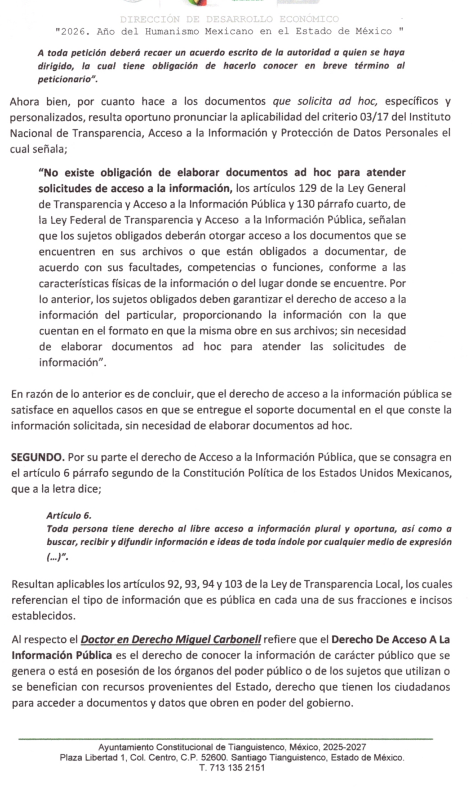 DIRECCIÓN DE DESARROLLO ECONÓMICO
"2026. Año del Humanismo Mexicano en el Estado de México "
A toda petición deberá recaer un acuerdo escrito de la autoridad a quien se haya
dirigido, la cual tiene obligación de hacerlo conocer en breve término al
peticionario".
Ahora bien, por cuanto hace a los documentos que solicita ad hoc, específicos y
personalizados, resulta oportuno pronunciar la aplicabilidad del criterio 03/17 del Instituto
Nacional de Transparencia, Acceso a la Información y Protección de Datos Personales el
cual señala;
"No existe obligación de elaborar documentos ad hoc para atender
solicitudes de acceso a la información, los artículos 129 de la Ley General
de Transparencia y Acceso a la Información Pública y 130 párrafo cuarto, de
la Ley Federal de Transparencia y Acceso a la Información Pública, señalan
que los sujetos obligados deberán otorgar acceso a los documentos que se
encuentren en sus archivos o que están obligados a documentar, de
acuerdo con sus facultades, competencias o funciones, conforme a las
características físicas de la información o del lugar donde se encuentre. Por
lo anterior, los sujetos obligados deben garantizar el derecho de acceso a la
información del particular, proporcionando la información con la que
cuentan en el formato en que la misma obre en sus archivos; sin necesidad
de elaborar documentos ad hoc para atender las solicitudes de
información".
En razón de lo anterior es de concluir, que el derecho de acceso a la información pública se
satisface en aquellos casos en que se entregue el soporte documental en el que conste la
información solicitada, sin necesidad de elaborar documentos ad hoc.
SEGUNDO. Por su parte el derecho de Acceso a la Información Pública, que se consagra en
el artículo 6 párrafo segundo de la Constitución Política de los Estados Unidos Mexicanos,
que a la letra dice;
Artículo 6.
Toda persona tiene derecho al libre acceso a información plural y oportuna, así como a
buscar, recibir y difundir información e ideas de toda índole por cualquier medio de expresión
(...)".
Resultan aplicables los artículos 92, 93, 94 y 103 de la Ley de Transparencia Local, los cuales
referencian el tipo de información que es pública en cada una de sus fracciones e incisos
establecidos.
Al respecto el Doctor en Derecho Miguel Carbonell refiere que el Derecho De Acceso A La
Información Pública es el derecho de conocer la información de carácter público que se
genera o está en posesión de los órganos del poder público o de los sujetos que utilizan o
se benefician con recursos provenientes del Estado, derecho que tienen los ciudadanos
para acceder a documentos y datos que obren en poder del gobierno.
Ayuntamiento Constitucional de Tianguistenco, México, 2025-2027
Plaza Libertad 1, Col. Centro, C.P. 52600. Santiago Tianguistenco, Estado de México.
T. 713 135 2151